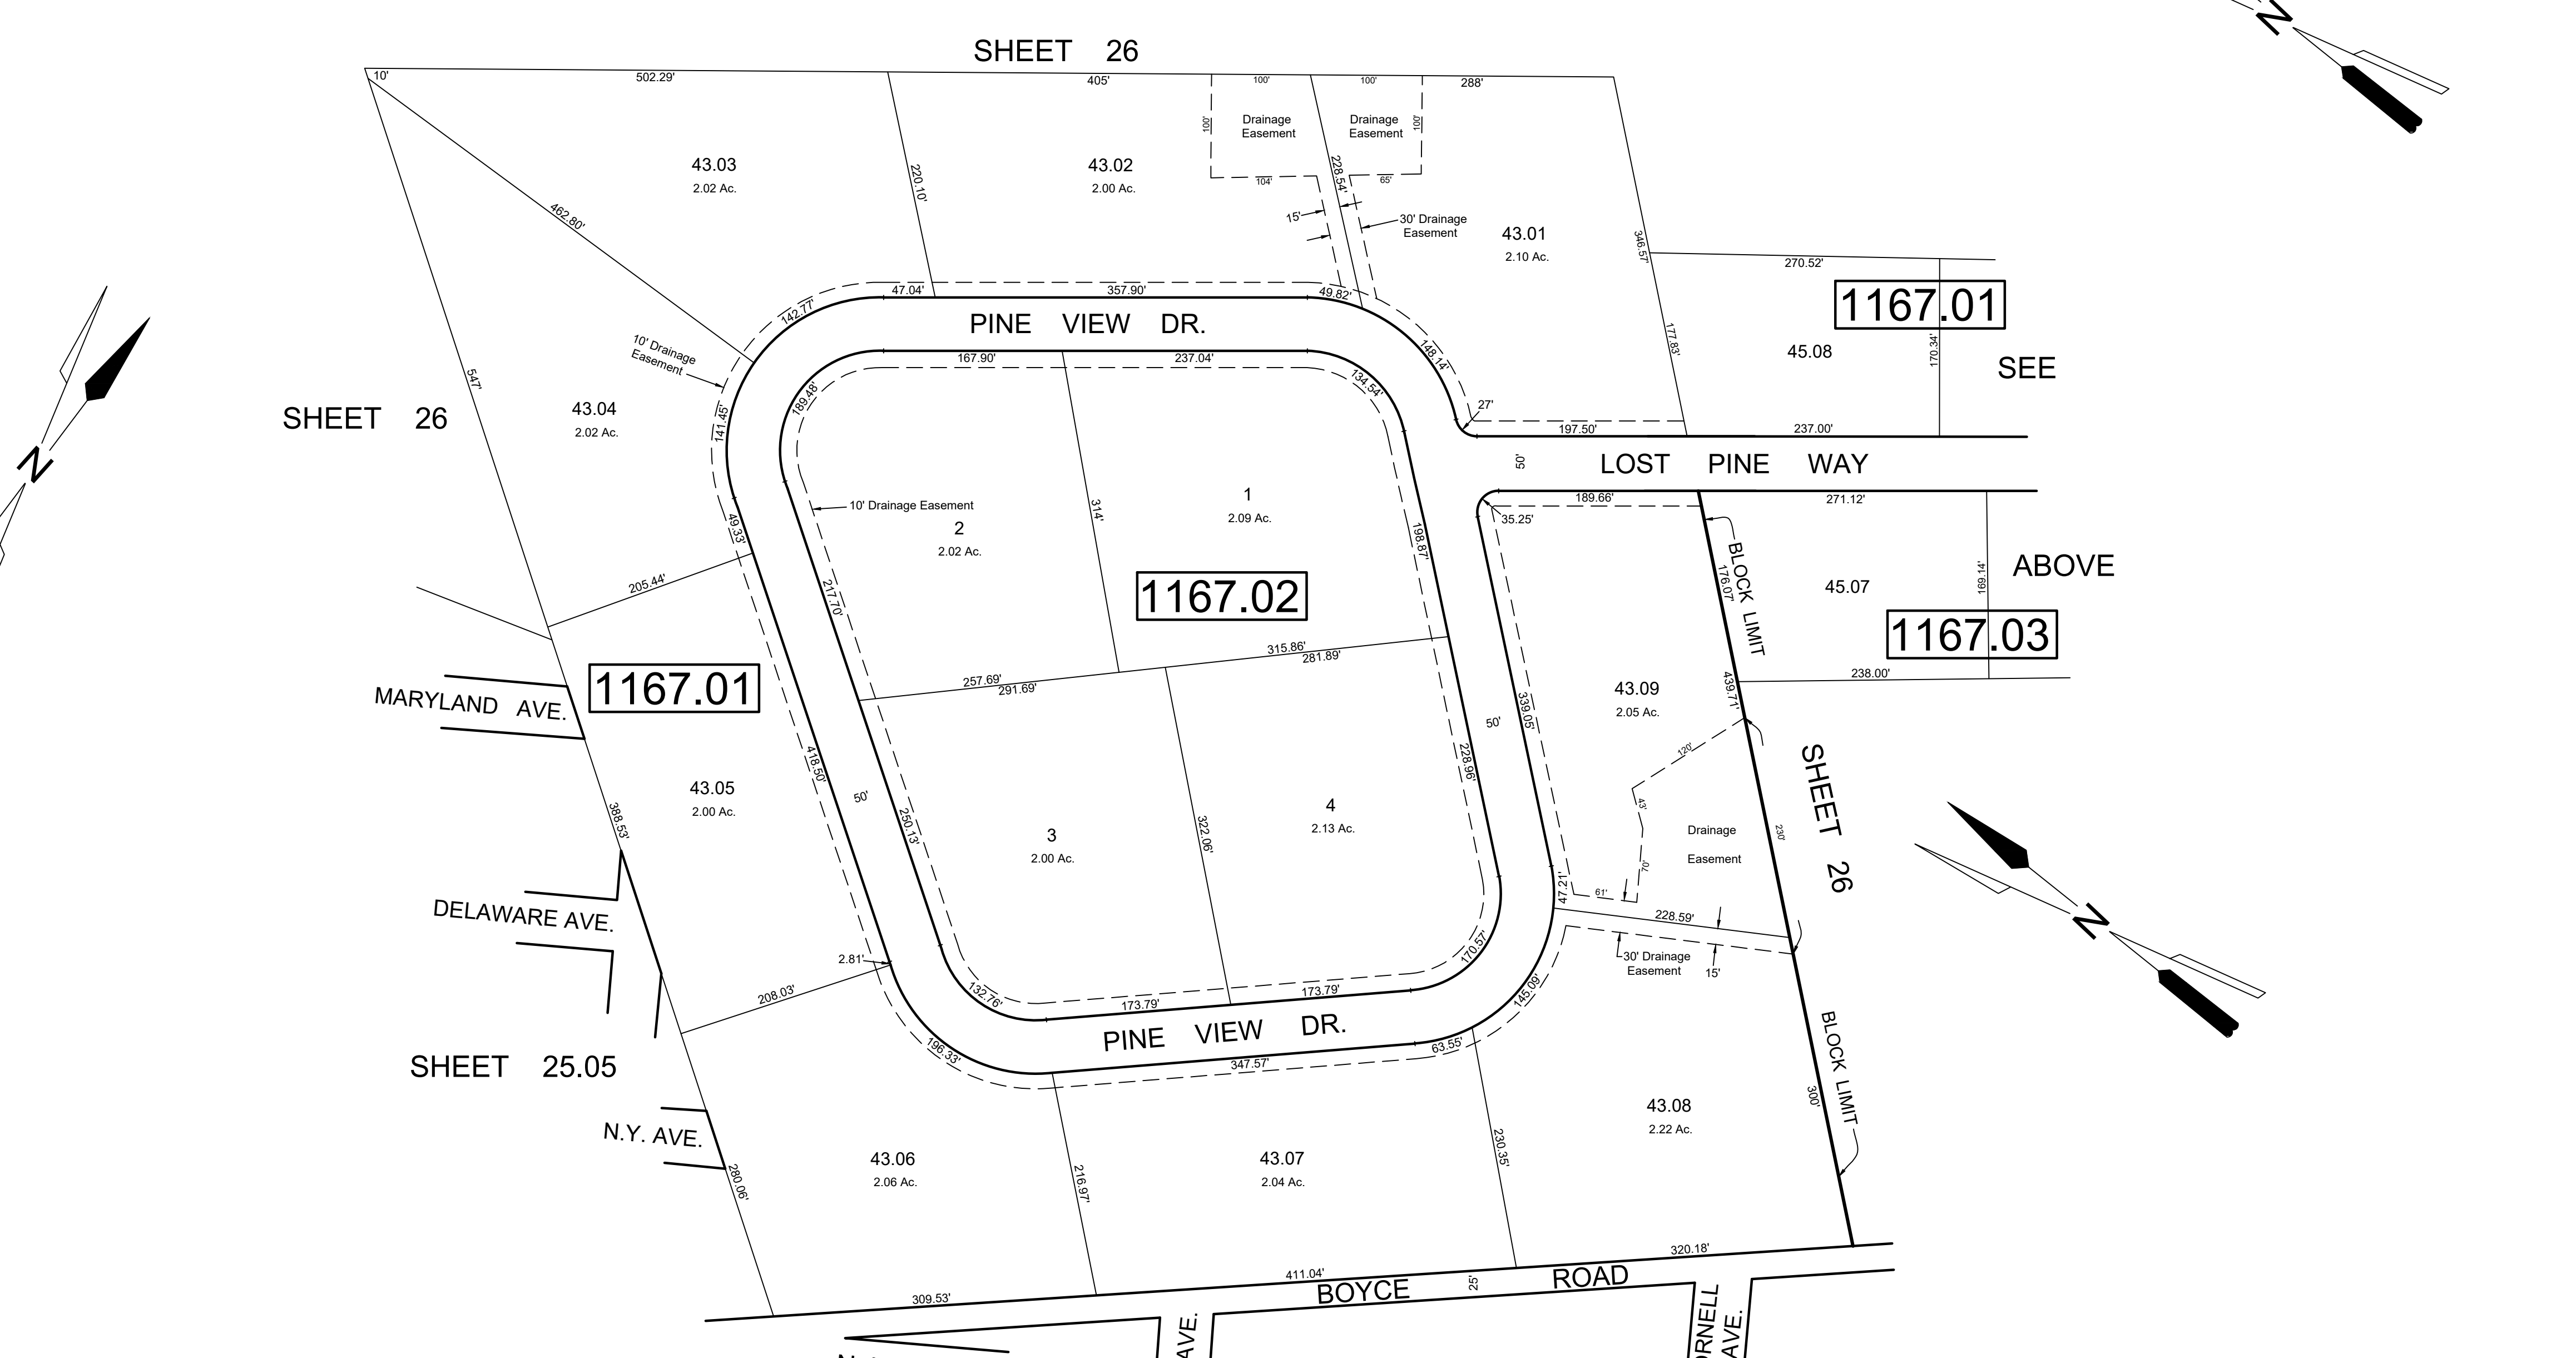 N
SHEET 26
10'
502.29'
405'
100'
100'
288'
Drainage
Easement
Drainage
Easement
100'
100'
43.03
2.02 Ac.
220.10'
43.02
2.00 Ac.
104'
228.54'
65'
15'
30' Drainage
Easement
43.01
2.10 Ac.
346.57'
462.80'
270.52'
1167.01
47.04'
357.90'
49.82'
142.77'
PINE VIEW DR.
148.14'
177.83'
45.08
170.34'
SEE
10' Drainage
Easement
167.90'
237.04'
547'
189.48'
134.54'
SHEET 26
43.04
2.02 Ac.
141.45'
27'
197.50'
237.00'
N
50'
LOST PINE WAY
189.66'
271.12'
10' Drainage Easement
2
2.02 Ac.
314'
1
2.09 Ac.
35.25'
49.33'
198.87'
BLOCK LIMIT
176.07'
45.07
169.14'
ABOVE
205.44'
217.70'
1167.02
1167.03
315.86'
281.89'
257.69'
291.69'
238.00'
1167.01
MARYLAND AVE.
43.09
2.05 Ac.
439.71'
339.05'
50'
120'
418.50'
228.96'
SHEET 26
43.05
2.00 Ac.
50'
43'
388.53'
250.13'
3
2.00 Ac.
322.06'
4
2.13 Ac.
Drainage
Easement
230'
70'
47.21'
61'
DELAWARE AVE.
228.59'
N
2.81'
170.57'
30' Drainage
Easement
15'
208.03'
132.76'
173.79'
173.79'
145.09'
PINE VIEW DR.
196.33'
347.57'
63.55'
BLOCK LIMIT
SHEET 25.05
300'
N.Y. AVE.
43.08
2.22 Ac.
280.06'
43.06
2.06 Ac.
216.97'
43.07
2.04 Ac.
230.35'
309.53'
411.04'
320.18'
BOYCE ROAD
25'
AVE.
ORNELL
AVE.